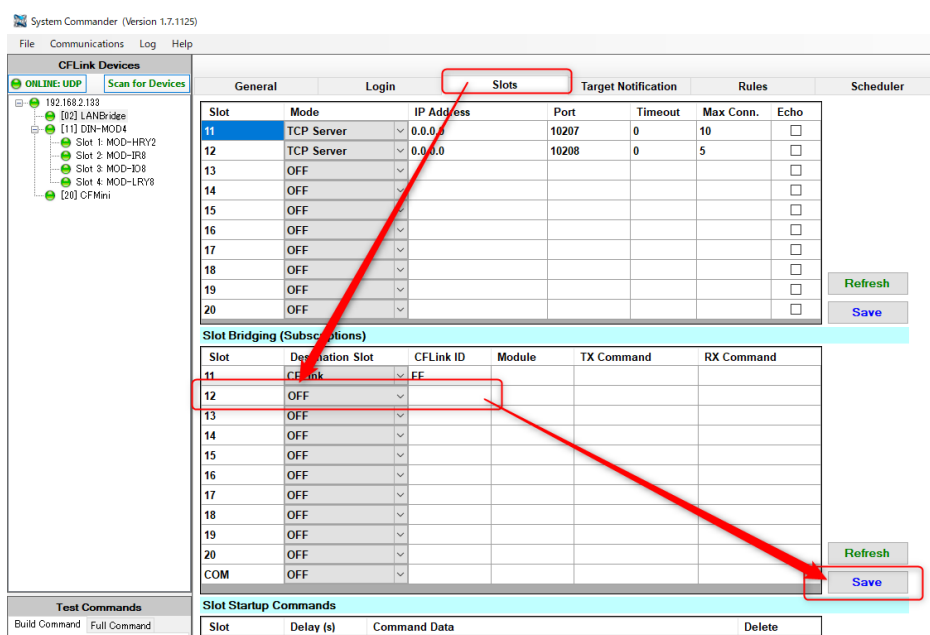 System Commander (Version 1.7.1125)
File Communications Log Help
CFLink Devices
ONLINE: UDP Scan for Devices
192.168.2.133
[02] LANBridge
[11] DIN-MOD4
Slot 1: MOD-HRY2
Slot 2: MOD-IR8
Slot 3: MOD-IO8
Slot 4: MOD-LRY8
[20] CFMini
General Login Slots Target Notification Rules Scheduler
Slot Mode IP Address Port Timeout Max Conn. Echo
11 TCP Server 0.0.0.0 10207 0 10
12 TCP Server 0.0.0.0 10208 0 5
13 OFF
14 OFF
15 OFF
16 OFF
17 OFF
18 OFF
19 OFF
20 OFF
Refresh
Save
Slot Bridging (Subscriptions)
Slot Destination Slot CFLink ID Module TX Command RX Command
11 CFLink FF
12 OFF
13 OFF
14 OFF
15 OFF
16 OFF
17 OFF
18 OFF
19 OFF
20 OFF
COM OFF
Refresh
Save
Slot Startup Commands
Slot Delay (s) Command Data Delete
Test Commands
Build Command Full Command